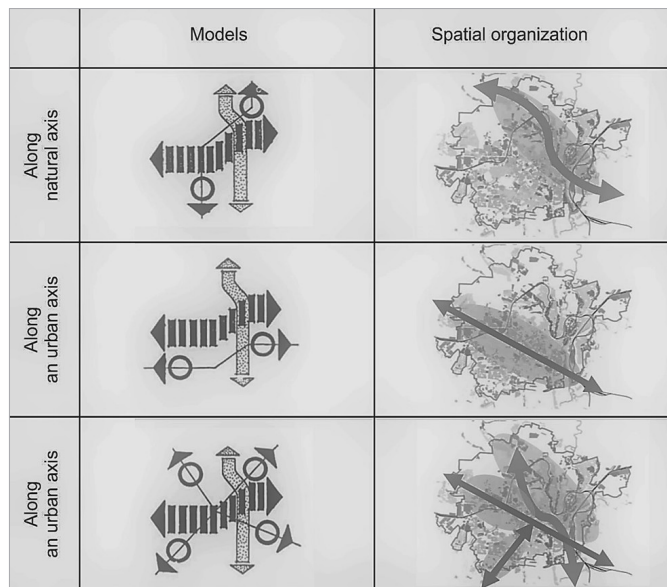 Models
Spatial organization
Along
natural axis
Along
an urban axis
Along
an urban axis